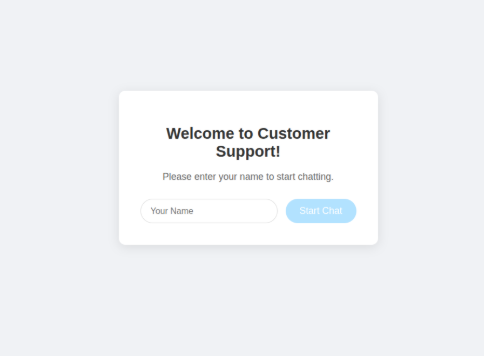 Welcome to Customer
Support!
Please enter your name to start chatting.
Your Name
Start Chat